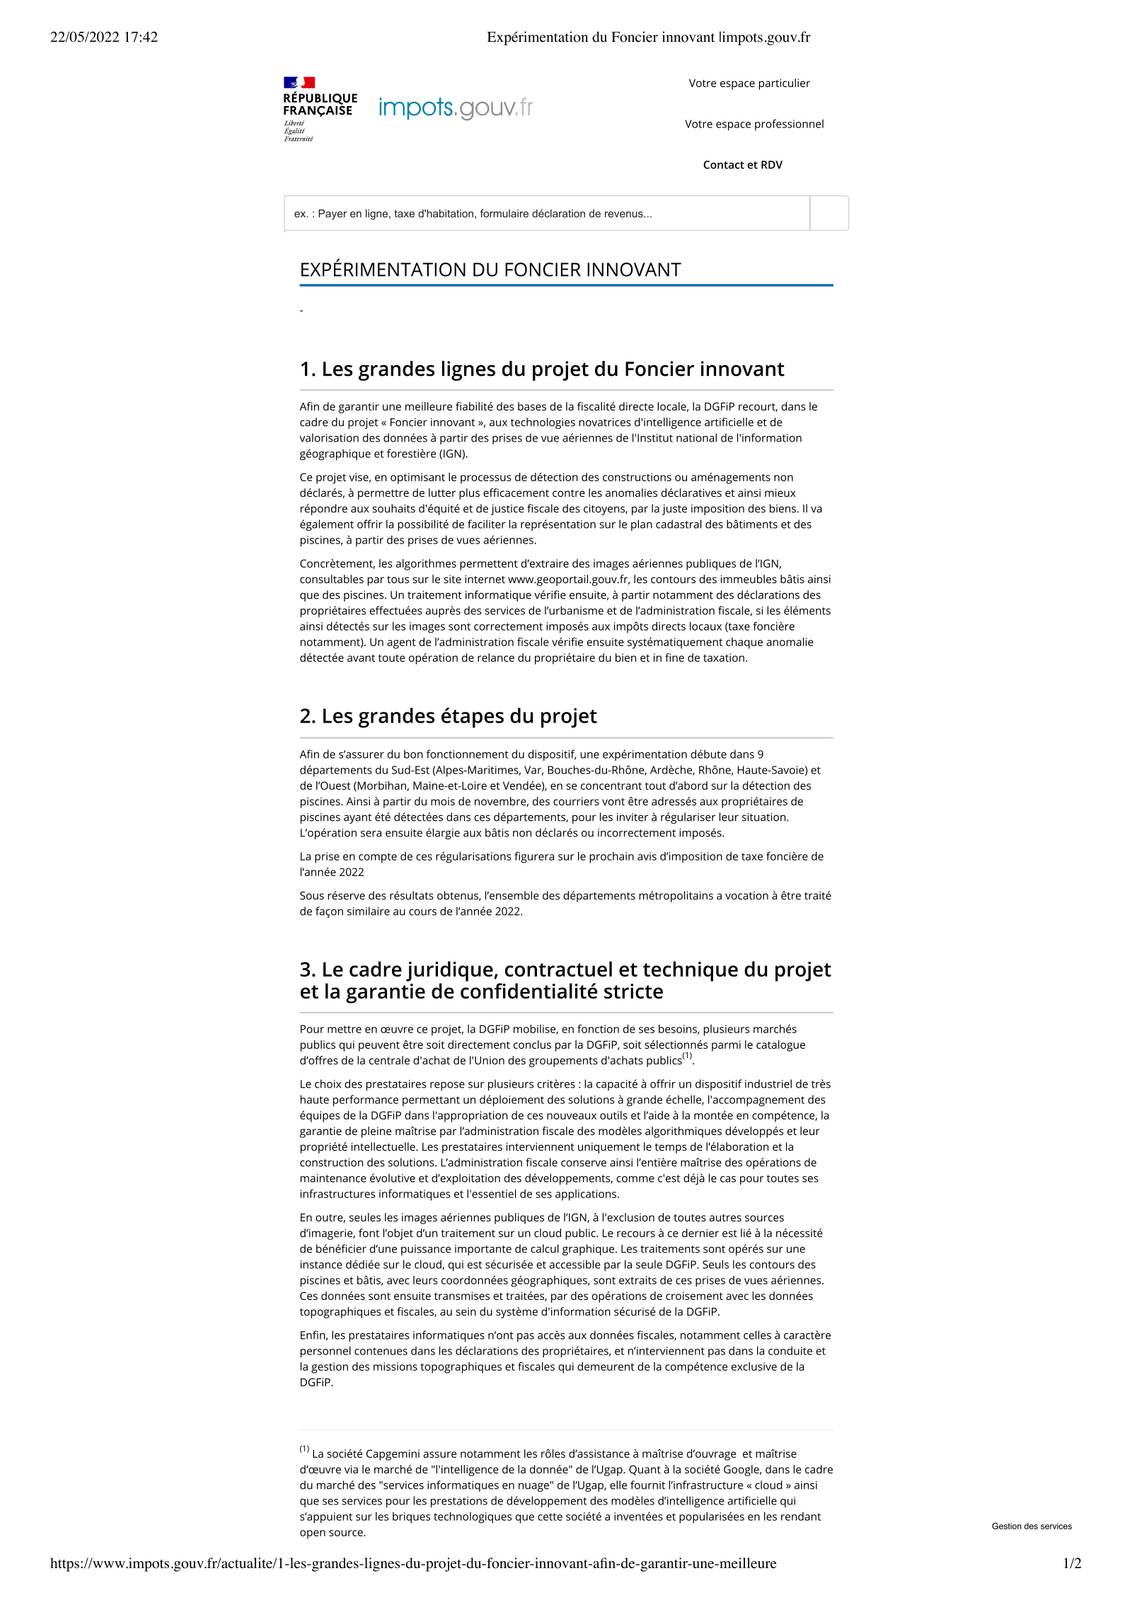 22/05/2022 17:42
Expérimentation du Foncier innovant |impots.gouv.fr
RÉPUBLIQUE
FRANÇAISE
Liberté
Égalité
Fraternité
impots.gouv.fr
Votre espace particulier
Votre espace professionnel
Contact et RDV
ex. : Payer en ligne, taxe d'habitation, formulaire déclaration de revenus...
EXPÉRIMENTATION DU FONCIER INNOVANT
-
1. Les grandes lignes du projet du Foncier innovant
Afin de garantir une meilleure fiabilité des bases de la fiscalité directe locale, la DGFiP recourt, dans le
cadre du projet « Foncier innovant », aux technologies novatrices d'intelligence artificielle et de
valorisation des données à partir des prises de vue aériennes de l'Institut national de l'information
géographique et forestière (IGN).
Ce projet vise, en optimisant le processus de détection des constructions ou aménagements non
déclarés, à permettre de lutter plus efficacement contre les anomalies déclaratives et ainsi mieux
répondre aux souhaits d'équité et de justice fiscale des citoyens, par la juste imposition des biens. Il va
également offrir la possibilité de faciliter la représentation sur le plan cadastral des bâtiments et des
piscines, à partir des prises de vues aériennes.
Concrètement, les algorithmes permettent d’extraire des images aériennes publiques de l’IGN,
consultables par tous sur le site internet www.geoportail.gouv.fr, les contours des immeubles bâtis ainsi
que des piscines. Un traitement informatique vérifie ensuite, à partir notamment des déclarations des
propriétaires effectuées auprès des services de l’urbanisme et de l’administration fiscale, si les éléments
ainsi détectés sur les images sont correctement imposés aux impôts directs locaux (taxe foncière
notamment). Un agent de l’administration fiscale vérifie ensuite systématiquement chaque anomalie
détectée avant toute opération de relance du propriétaire du bien et in fine de taxation.
2. Les grandes étapes du projet
Afin de s’assurer du bon fonctionnement du dispositif, une expérimentation débute dans 9
départements du Sud-Est (Alpes-Maritimes, Var, Bouches-du-Rhône, Ardèche, Rhône, Haute-Savoie) et
de l’Ouest (Morbihan, Maine-et-Loire et Vendée), en se concentrant tout d’abord sur la détection des
piscines. Ainsi à partir du mois de novembre, des courriers vont être adressés aux propriétaires de
piscines ayant été détectées dans ces départements, pour les inviter à régulariser leur situation.
L’opération sera ensuite élargie aux bâtis non déclarés ou incorrectement imposés.
La prise en compte de ces régularisations figurera sur le prochain avis d’imposition de taxe foncière de
l’année 2022
Sous réserve des résultats obtenus, l’ensemble des départements métropolitains a vocation à être traité
de façon similaire au cours de l’année 2022.
3. Le cadre juridique, contractuel et technique du projet
et la garantie de confidentialité stricte
Pour mettre en œuvre ce projet, la DGFiP mobilise, en fonction de ses besoins, plusieurs marchés
publics qui peuvent être soit directement conclus par la DGFiP, soit sélectionnés parmi le catalogue
d’offres de la centrale d'achat de l'Union des groupements d'achats publics(1).
Le choix des prestataires repose sur plusieurs critères : la capacité à offrir un dispositif industriel de très
haute performance permettant un déploiement des solutions à grande échelle, l'accompagnement des
équipes de la DGFiP dans l'appropriation de ces nouveaux outils et l’aide à la montée en compétence, la
garantie de pleine maîtrise par l’administration fiscale des modèles algorithmiques développés et leur
propriété intellectuelle. Les prestataires interviennent uniquement le temps de l’élaboration et la
construction des solutions. L’administration fiscale conserve ainsi l’entière maîtrise des opérations de
maintenance évolutive et d’exploitation des développements, comme c'est déjà le cas pour toutes ses
infrastructures informatiques et l'essentiel de ses applications.
En outre, seules les images aériennes publiques de l’IGN, à l'exclusion de toutes autres sources
d’imagerie, font l’objet d’un traitement sur un cloud public. Le recours à ce dernier est lié à la nécessité
de bénéficier d’une puissance importante de calcul graphique. Les traitements sont opérés sur une
instance dédiée sur le cloud, qui est sécurisée et accessible par la seule DGFiP. Seuls les contours des
piscines et bâtis, avec leurs coordonnées géographiques, sont extraits de ces prises de vues aériennes.
Ces données sont ensuite transmises et traitées, par des opérations de croisement avec les données
topographiques et fiscales, au sein du système d'information sécurisé de la DGFiP.
Enfin, les prestataires informatiques n’ont pas accès aux données fiscales, notamment celles à caractère
personnel contenues dans les déclarations des propriétaires, et n’interviennent pas dans la conduite et
la gestion des missions topographiques et fiscales qui demeurent de la compétence exclusive de la
DGFiP.
(1) La société Capgemini assure notamment les rôles d’assistance à maîtrise d’ouvrage et maîtrise
d’œuvre via le marché de "l'intelligence de la donnée" de l’Ugap. Quant à la société Google, dans le cadre
du marché des "services informatiques en nuage" de l’Ugap, elle fournit l’infrastructure « cloud » ainsi
que ses services pour les prestations de développement des modèles d’intelligence artificielle qui
s’appuient sur les briques technologiques que cette société a inventées et popularisées en les rendant
open source.
Gestion des services
https://www.impots.gouv.fr/actualite/1-les-grandes-lignes-du-projet-du-foncier-innovant-afin-de-garantir-une-meilleure
1/2